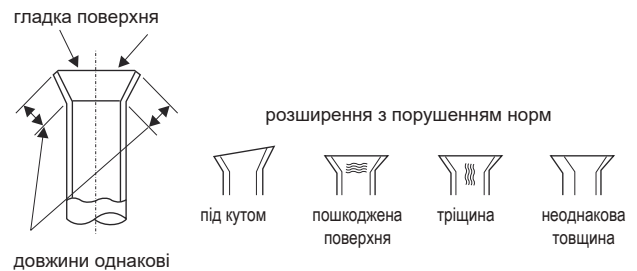 гладка поверхня
розширення з порушенням норм
під кутом
пошкоджена
поверхня
тріщина
неоднакова
товщина
довжини однакові